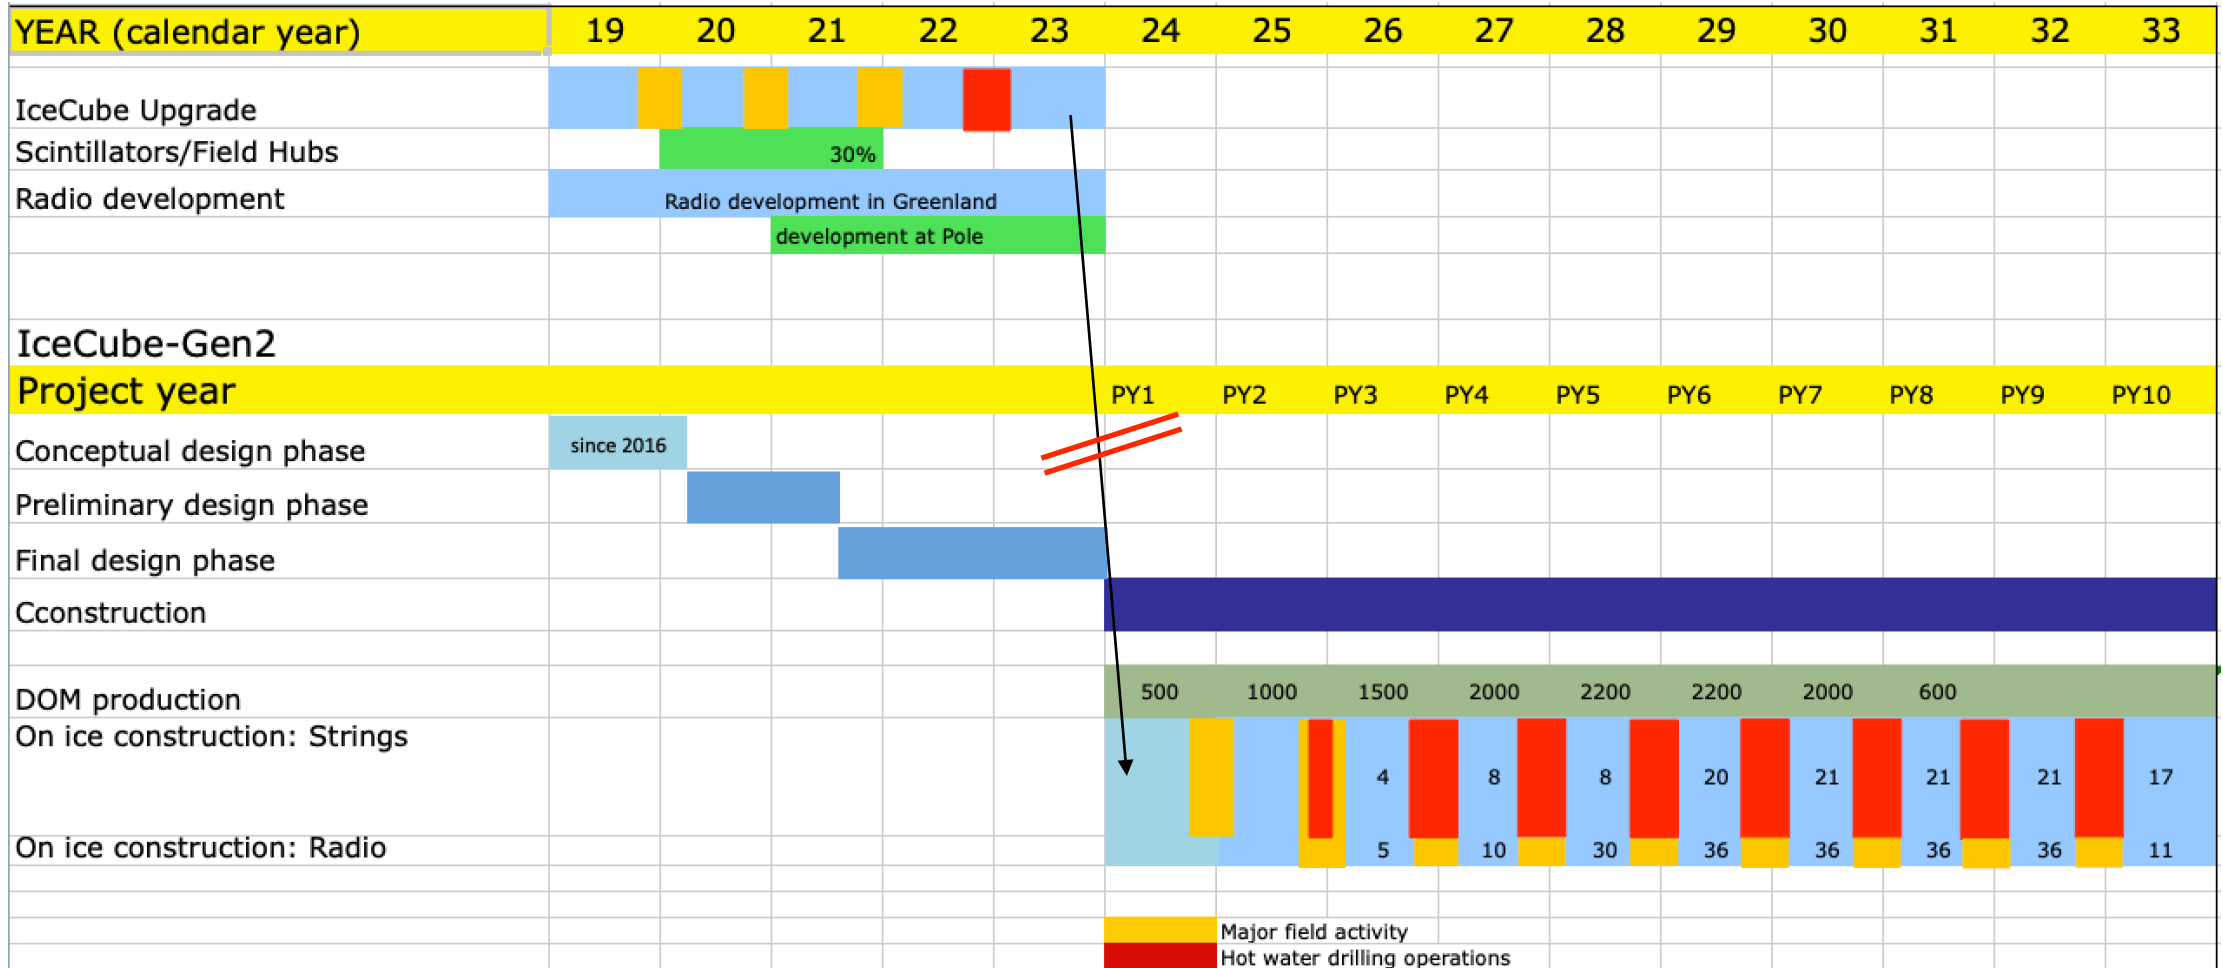 YEAR (calendar year) 19 20 21 22 23 24 25 26 27 28 29 30 31 32 33
IceCube Upgrade
Scintillators/Field Hubs 30%
Radio development Radio development in Greenland
development at Pole
IceCube-Gen2
Project year PY1 PY2 PY3 PY4 PY5 PY6 PY7 PY8 PY9 PY10
Conceptual design phase since 2016
Preliminary design phase
Final design phase
Cconstruction
DOM production 500 1000 1500 2000 2200 2200 2000 600
On ice construction: Strings
4 8 8 20 21 21 21 17
On ice construction: Radio 5 10 30 36 36 36 36 11
Major field activity
Hot water drilling operations